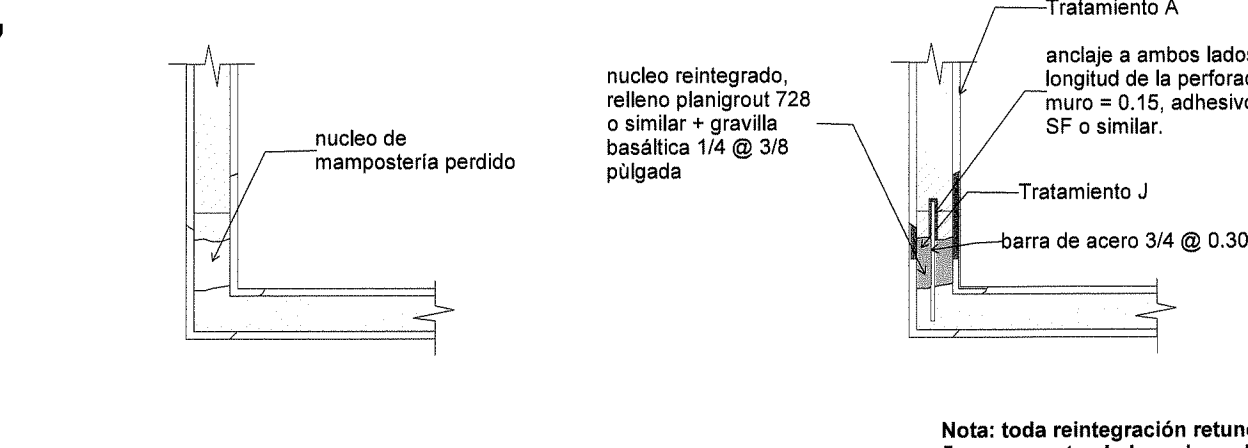 nucleo de
mampostería perdido
nucleo reintegrado,
relleno planigrout 728
o similar + gravilla
basáltica 1/4 @ 3/8
pùlgada
Tratamiento A
anclaje a ambos lados
longitud de la perforac
muro = 0.15, adhesivo
SF o similar.
Tratamiento J
barra de acero 3/4 @ 0.30
Nota: toda reintegración retund